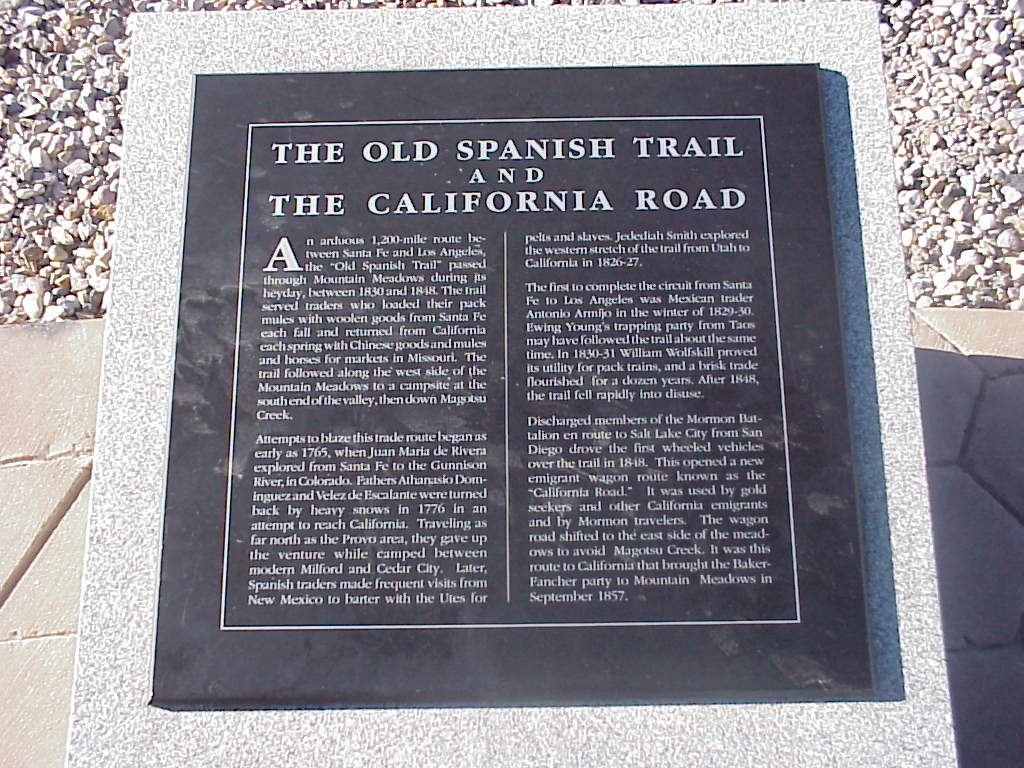 THE OLD SPANISH TRAIL
AND
THE CALIFORNIA ROAD
An arduous 1,200-mile route be-
tween Santa Fe and Los Angeles,
the "Old Spanish Trail" passed
through Mountain Meadows during its
heyday, between 1830 and 1848. The trail
served traders who loaded their pack
mules with woolen goods from Santa Fe
each fall and returned from California
each spring with Chinese goods and mules
and horses for markets in Missouri. The
trail followed along the west side of the
Mountain Meadows to a campsite at the
south end of the valley, then down Magotsu
Creek.
Attempts to blaze this trade route began as
early as 1765, when Juan Maria de Rivera
explored from Santa Fe to the Gunnison
River, in Colorado. Fathers Athanasio Dom-
inguez and Velez de Escalante were turned
back by heavy snows in 1776 in an
attempt to reach California. Traveling as
far north as the Provo area, they gave up
the venture while camped between
modern Milford and Cedar City. Later,
Spanish traders made frequent visits from
New Mexico to barter with the Utes for
pelts and slaves. Jedediah Smith explored
the western stretch of the trail from Utah to
California in 1826-27.
The first to complete the circuit from Santa
Fe to Los Angeles was Mexican trader
Antonio Armijo in the winter of 1829-30.
Ewing Young's trapping party from Taos
may have followed the trail about the same
time. In 1830-31 William Wolfskill proved
its utility for pack trains, and a brisk trade
flourished for a dozen years. After 1848,
the trail fell rapidly into disuse.
Discharged members of the Mormon Bat-
talion en route to Salt Lake City from San
Diego drove the first wheeled vehicles
over the trail in 1848. This opened a new
emigrant wagon route known as the
"California Road." It was used by gold
seekers and other California emigrants
and by Mormon travelers. The wagon
road shifted to the east side of the mead-
ows to avoid Magotsu Creek. It was this
route to California that brought the Baker-
Fancher party to Mountain Meadows in
September 1857.